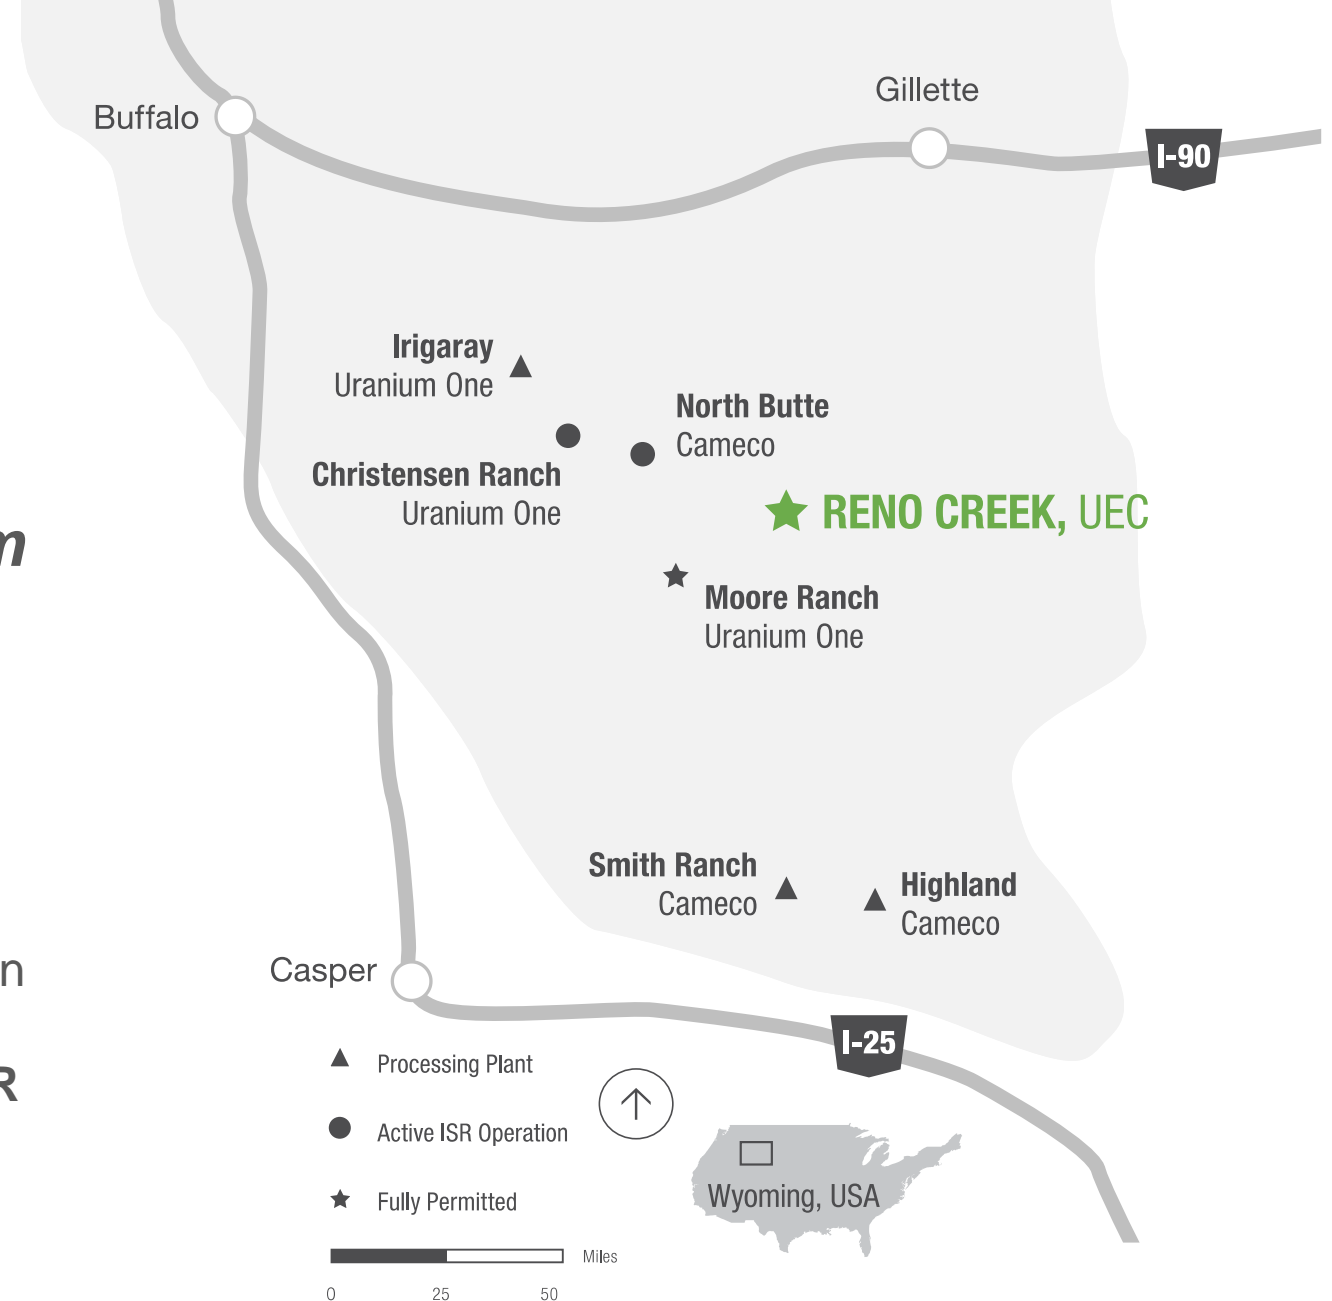 Gillette
Buffalo
I-90
Irigaray
Uranium One
North Butte
Cameco
Christensen Ranch
Uranium One
RENO CREEK, UEC
m
Moore Ranch
Uranium One
Smith Ranch
Cameco
Highland
Cameco
n
Casper
I-25
Processing Plant
R
Active ISR Operation
Wyoming, USA
Fully Permitted
Miles
0 25 50